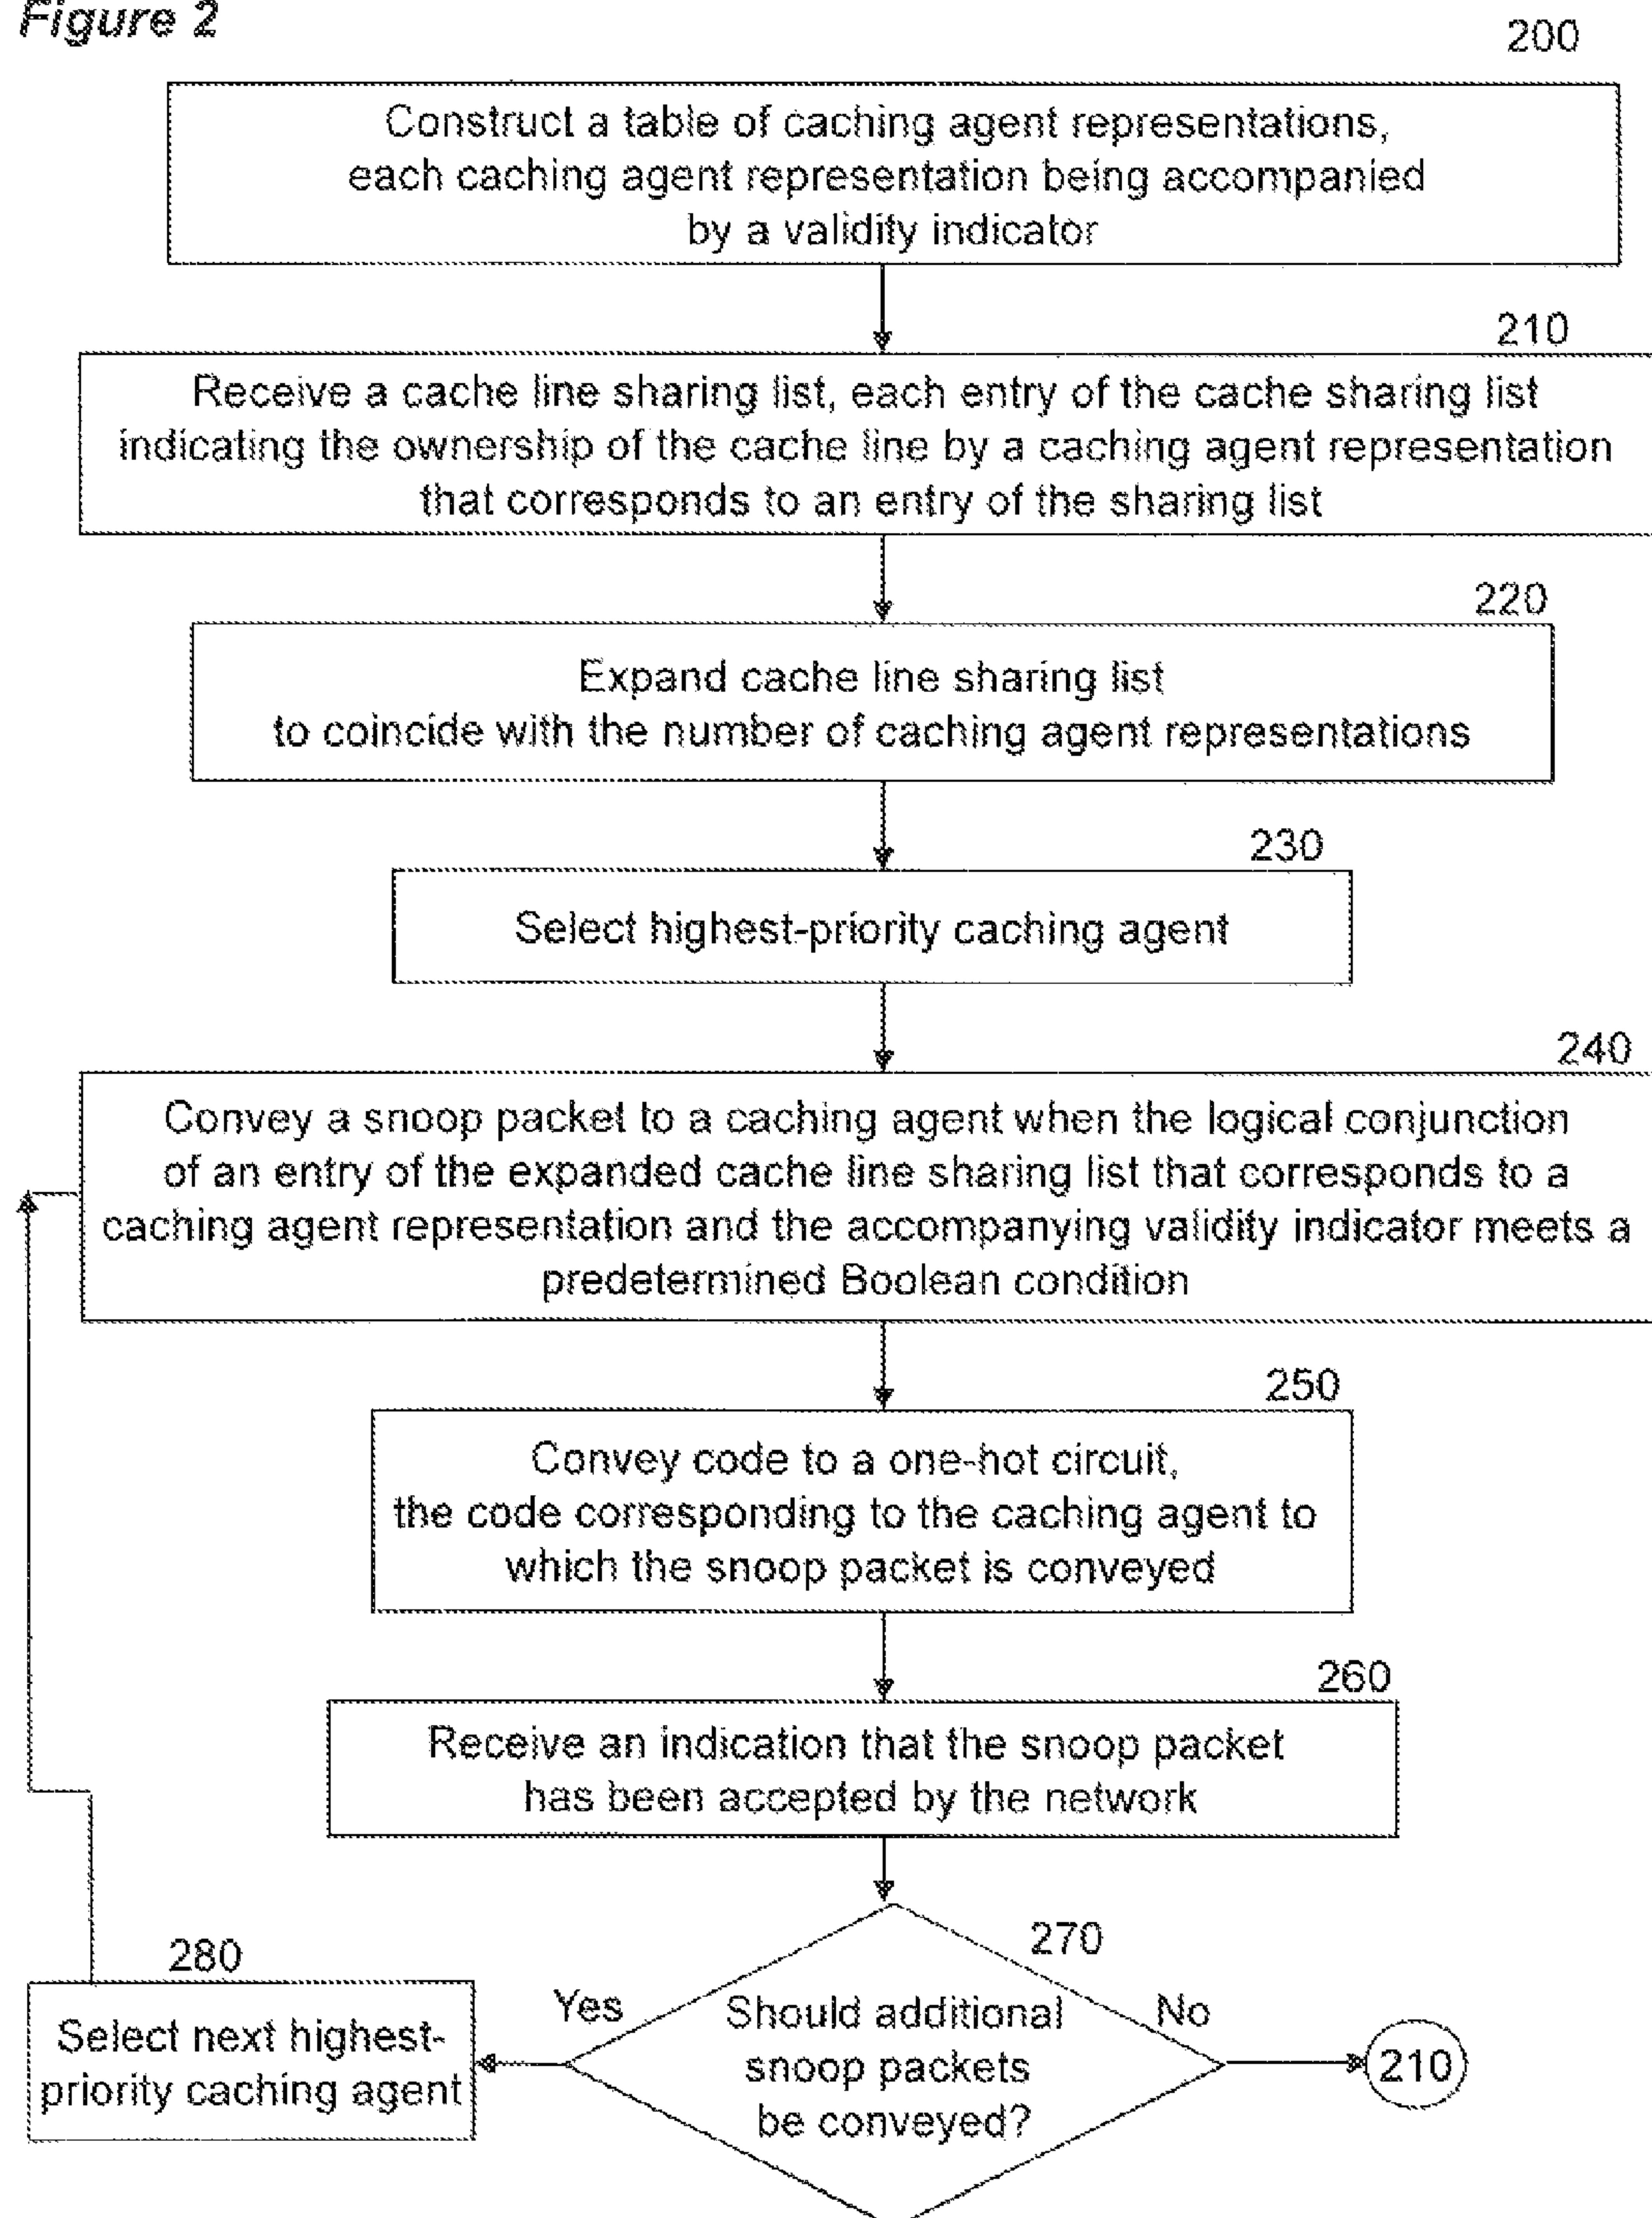 Figure 2
200
Construct a table of caching agent representations,
each caching agent representation being accompanied
by a validity indicator
210
Receive a cache line sharing list, each entry of the cache sharing list
indicating the ownership of the cache line by a caching agent representation
that corresponds to an entry of the sharing list
220
Expand cache line sharing list
to coincide with the number of caching agent representations
230
Select highest-priority caching agent
240
Convey a snoop packet to a caching agent when the logical conjunction
of an entry of the expanded cache line sharing list that corresponds to a
caching agent representation and the accompanying validity indicator meets a
predetermined Boolean condition
250
Convey code to a one-hot circuit,
the code corresponding to the caching agent to
which the snoop packet is conveyed
260
Receive an indication that the snoop packet
has been accepted by the network
270
Should additional
snoop packets
be conveyed?
Yes
No
210
280
Select next highest-
priority caching agent